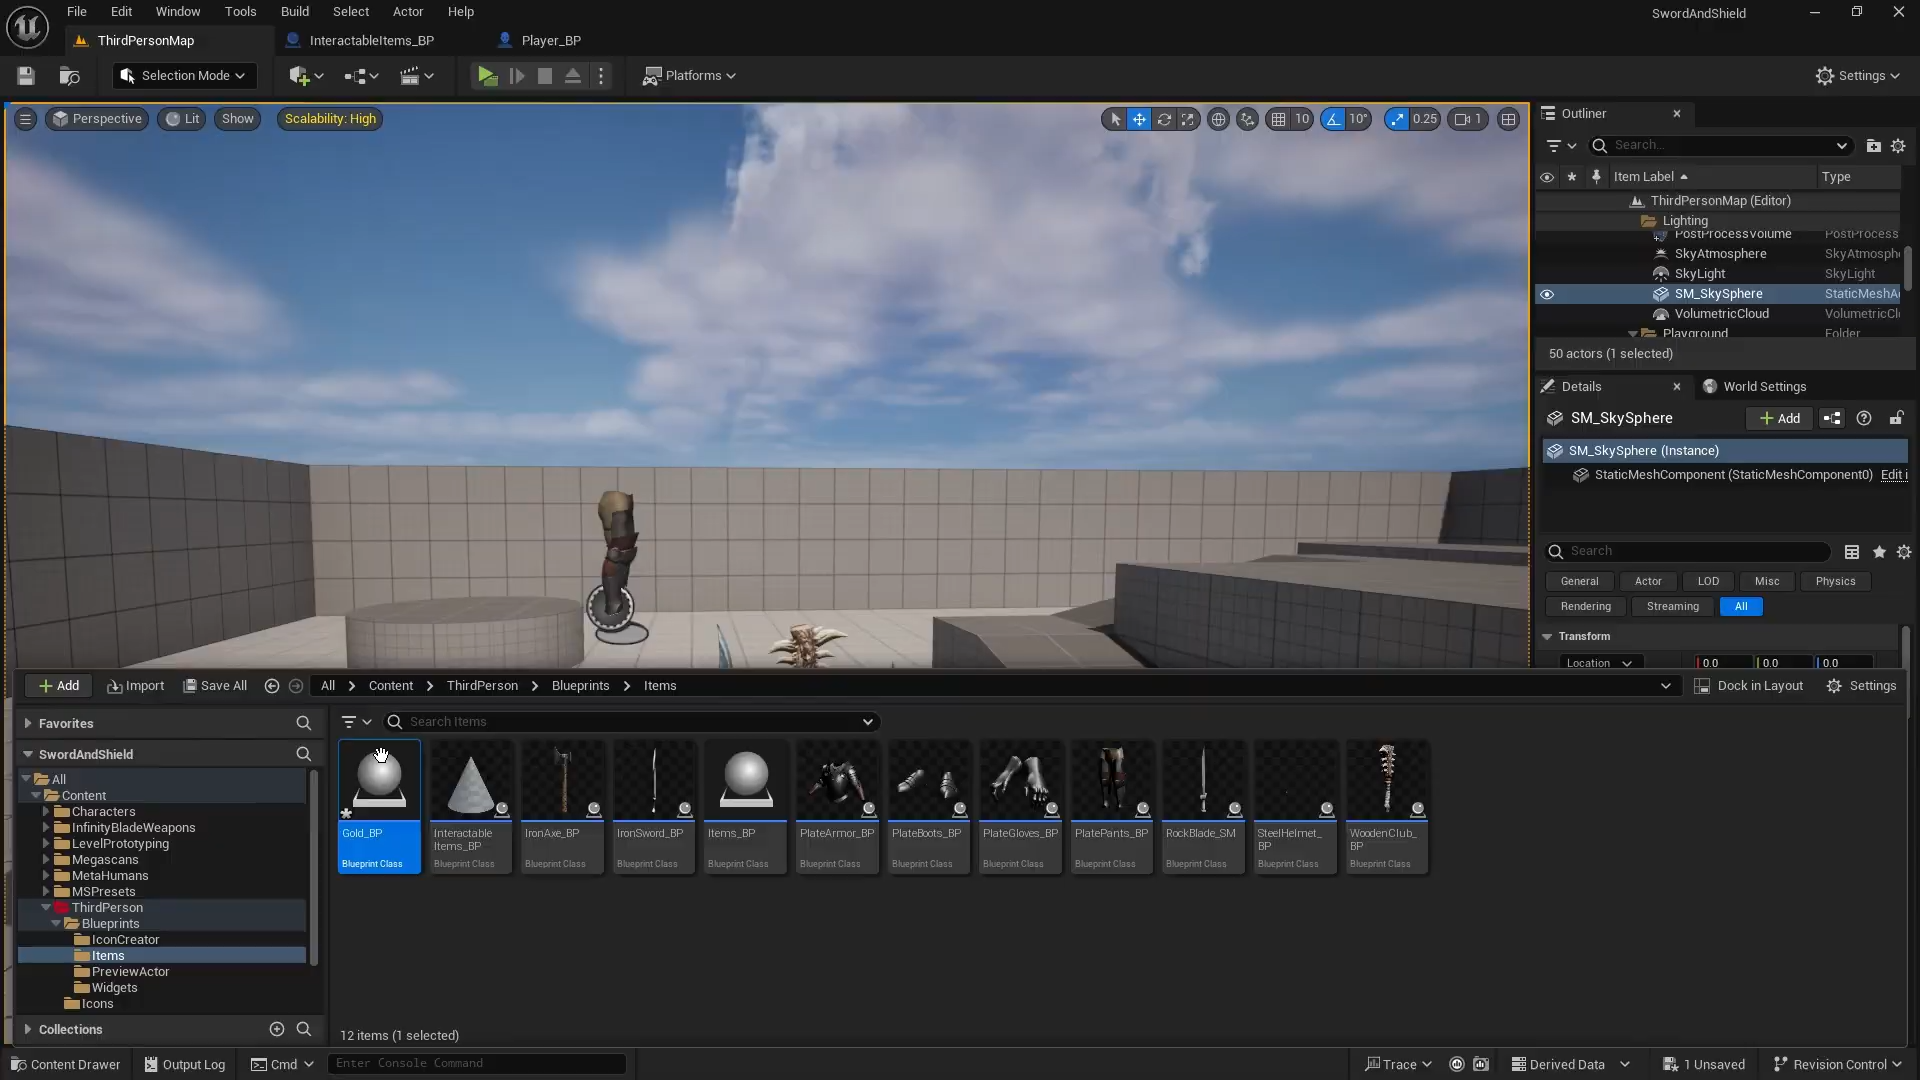 File Edit Window Tools Build Select Actor Help
SwordAndShield
ThirdPersonMap InteractableItems_BP Player_BP
Selection Mode Platforms Settings
Perspective Lit Show Scalability: High 10 10° 0.25 1
Outliner
Search...
Item Label Type
ThirdPersonMap (Editor)
Lighting
PostProcessVolume PostProcess
SkyAtmosphere SkyAtmosph
SkyLight SkyLight
SM_SkySphere StaticMeshA
VolumetricCloud VolumetricCl
Playground Folder
50 actors (1 selected)
Details World Settings
SM_SkySphere Add
SM_SkySphere (Instance)
StaticMeshComponent (StaticMeshComponent0) Edit i
Search
General Actor LOD Misc Physics
Rendering Streaming All
Transform
Location 0.0 0.0 0.0
Add Import Save All All Content ThirdPerson Blueprints Items Dock in Layout Settings
Favorites
Search Items
SwordAndShield
All
Content
Characters
InfinityBladeWeapons
LevelPrototyping
Megascans
MetaHumans
MSPresets
ThirdPerson
Blueprints
IconCreator
Items
PreviewActor
Widgets
Icons
Collections
Gold_BP
Blueprint Class
Interactable
Items_BP
Blueprint Class
IronAxe_BP
Blueprint Class
IronSword_BP
Blueprint Class
Items_BP
Blueprint Class
PlateArmor_BP
Blueprint Class
PlateBoots_BP
Blueprint Class
PlateGloves_BP
Blueprint Class
PlatePants_BP
Blueprint Class
RockBlade_SM
Blueprint Class
SteelHelmet_
BP
Blueprint Class
WoodenClub_
BP
Blueprint Class
12 items (1 selected)
Content Drawer Output Log Cmd Enter Console Command Trace Derived Data 1 Unsaved Revision Control